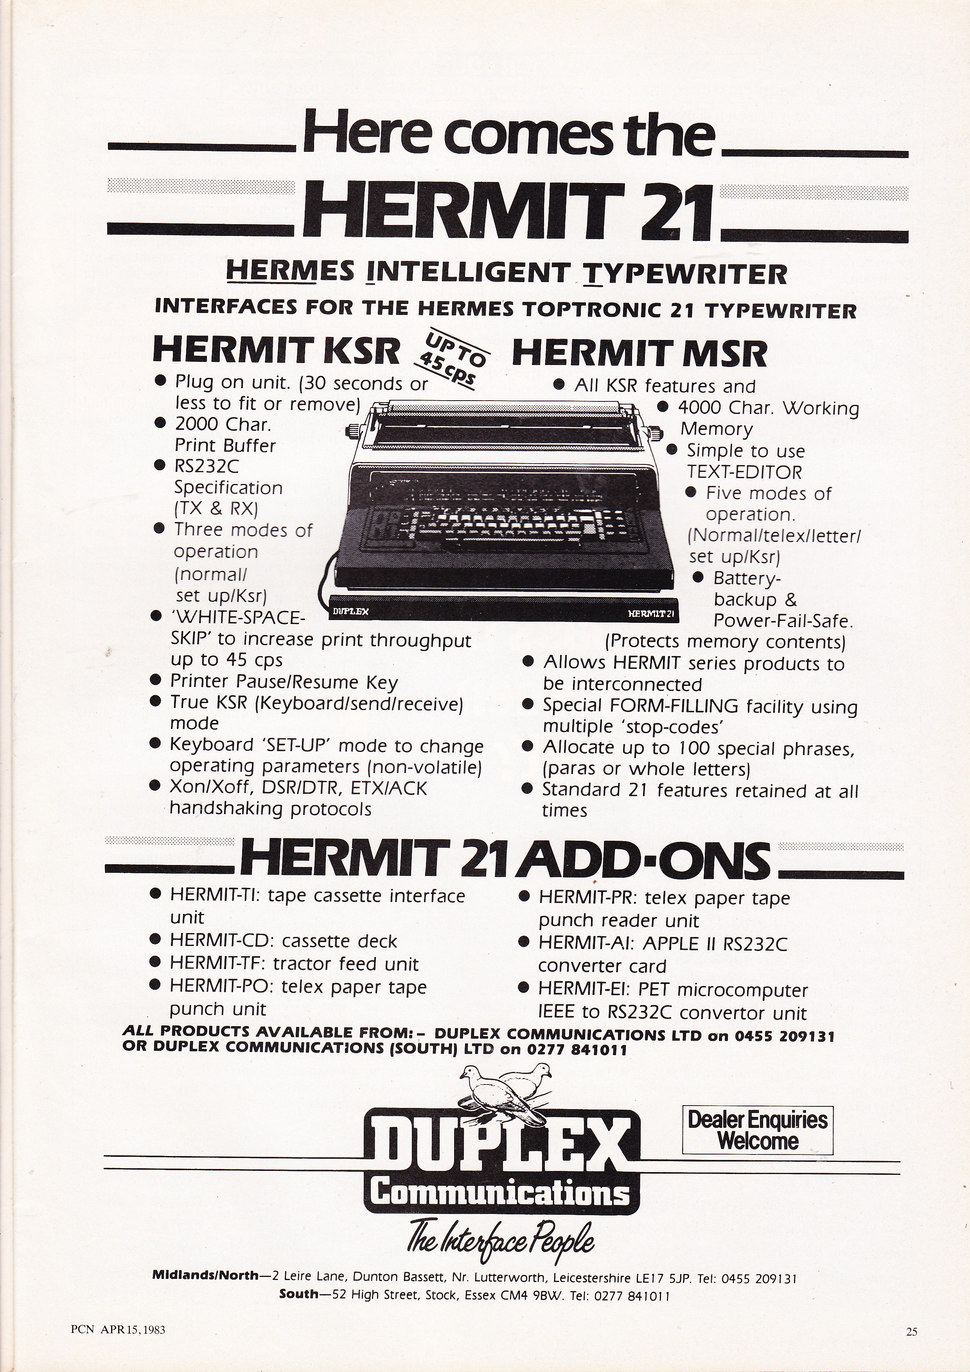 Here comes the
HERMIT 21
HERMES INTELLIGENT TYPEWRITER
INTERFACES FOR THE HERMES TOPTRONIC 21 TYPEWRITER
HERMIT KSR
UP TO
45 cps
● Plug on unit. (30 seconds or
less to fit or remove)
● 2000 Char.
Print Buffer
● RS232C
Specification
(TX & RX)
● Three modes of
operation
(normal/
set up/Ksr)
● 'WHITE-SPACE-
SKIP' to increase print throughput
up to 45 cps
● Printer Pause/Resume Key
● True KSR (Keyboard/send/receive)
mode
● Keyboard 'SET-UP' mode to change
operating parameters (non-volatile)
● Xon/Xoff, DSR/DTR, ETX/ACK
handshaking protocols
HERMIT MSR
● All KSR features and
● 4000 Char. Working
Memory
● Simple to use
TEXT-EDITOR
● Five modes of
operation.
(Normal/telex/letter/
set up/Ksr)
● Battery-
backup &
Power-Fail-Safe.
(Protects memory contents)
● Allows HERMIT series products to
be interconnected
● Special FORM-FILLING facility using
multiple 'stop-codes'
● Allocate up to 100 special phrases,
(paras or whole letters)
● Standard 21 features retained at all
times
DUPLEX
HERMIT 21
HERMIT 21 ADD-ONS
● HERMIT-TI: tape cassette interface
unit
● HERMIT-CD: cassette deck
● HERMIT-TF: tractor feed unit
● HERMIT-PO: telex paper tape
punch unit
● HERMIT-PR: telex paper tape
punch reader unit
● HERMIT-AI: APPLE II RS232C
converter card
● HERMIT-EI: PET microcomputer
IEEE to RS232C convertor unit
ALL PRODUCTS AVAILABLE FROM:– DUPLEX COMMUNICATIONS LTD on 0455 209131
OR DUPLEX COMMUNICATIONS (SOUTH) LTD on 0277 841011
DUPLEX
Communications
The Interface People
Dealer Enquiries
Welcome
Midlands/North—2 Leire Lane, Dunton Bassett, Nr. Lutterworth, Leicestershire LE17 5JP. Tel: 0455 209131
South—52 High Street, Stock, Essex CM4 9BW. Tel: 0277 841011
PCN APR 15, 1983
25